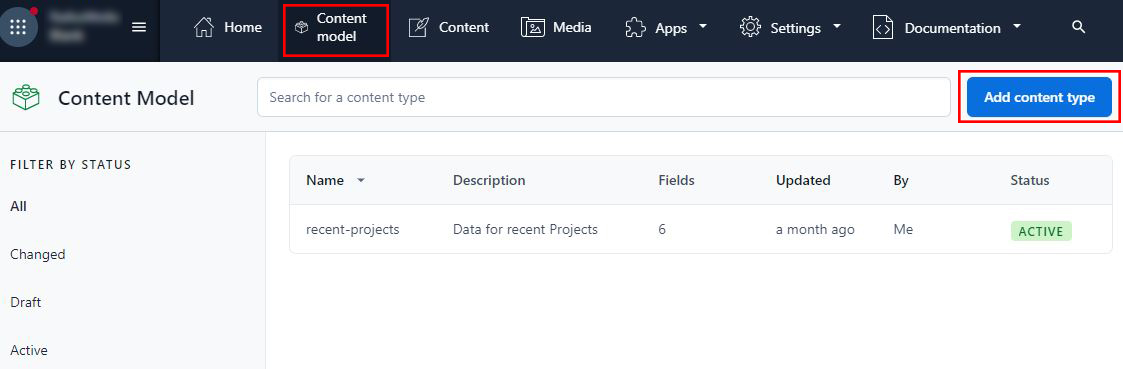 Home
Content
model
Content
Media
Apps
Settings
Documentation
Content Model
Search for a content type
Add content type
FILTER BY STATUS
All
Changed
Draft
Active
Name Description Fields Updated By Status
recent-projects Data for recent Projects 6 a month ago Me ACTIVE